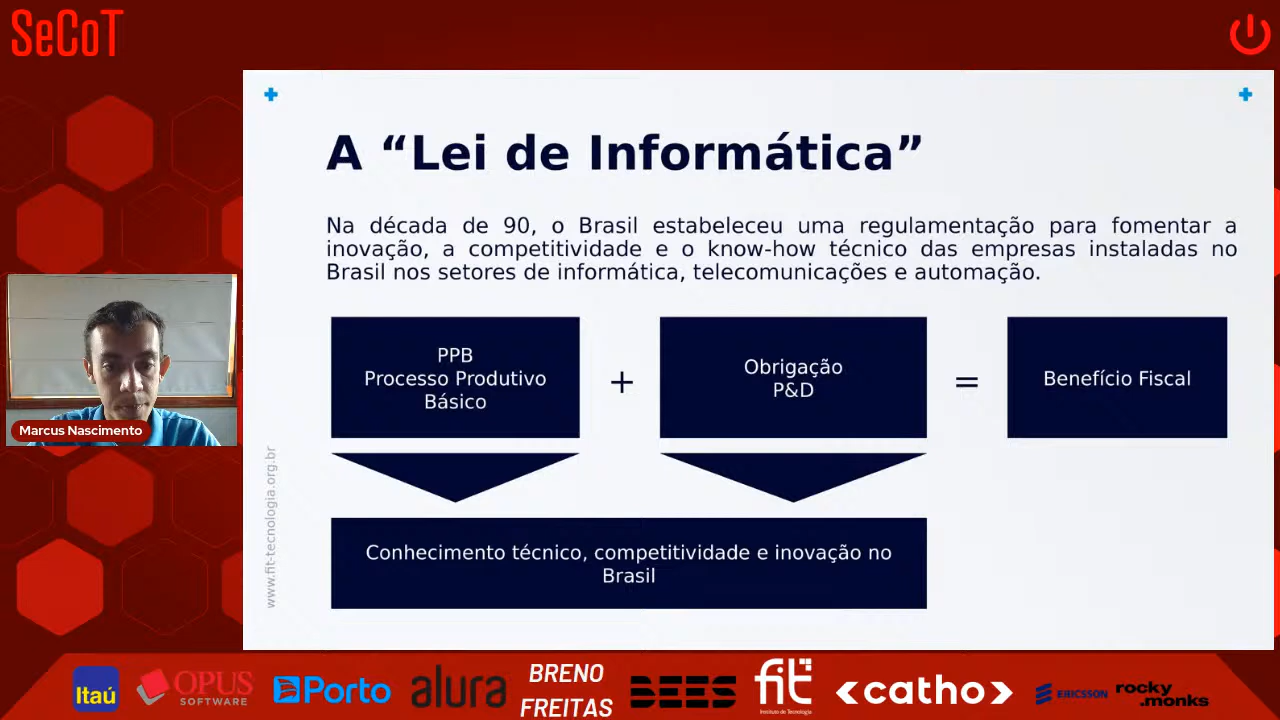 SeCoT
A “Lei de Informática”
Na década de 90, o Brasil estabeleceu uma regulamentação para fomentar a
inovação, a competitividade e o know-how técnico das empresas instaladas no
Brasil nos setores de informática, telecomunicações e automação.
PPB
Processo Produtivo
Básico
+
Obrigação
P&D
=
Benefício Fiscal
Conhecimento técnico, competitividade e inovação no
Brasil
www.fit-tecnologia.org.br
Marcus Nascimento
Itaú
OPUS
SOFTWARE
Porto
alura
BRENO
FREITAS
BEES
fit
Instituto de Tecnologia
catho
ERICSSON
rocky
.monks